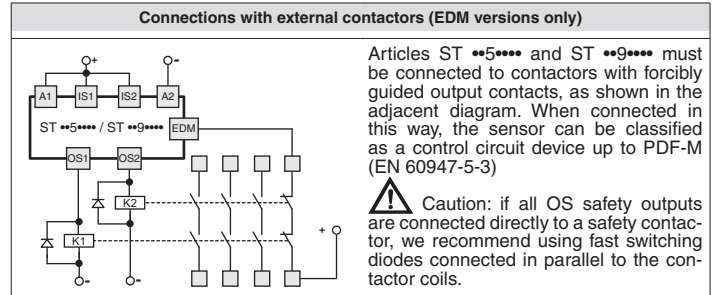 Connections with external contactors (EDM versions only)
+
-
A1 IS1 IS2 A2
ST ••5•••• / ST ••9•••• EDM
OS1 OS2
K2
K1
+
- -
Articles ST ••5•••• and ST ••9•••• must
be connected to contactors with forcibly
guided output contacts, as shown in the
adjacent diagram. When connected in
this way, the sensor can be classified
as a control circuit device up to PDF-M
(EN 60947-5-3)
Caution: if all OS safety outputs
are connected directly to a safety contac-
tor, we recommend using fast switching
diodes connected in parallel to the con-
tactor coils.